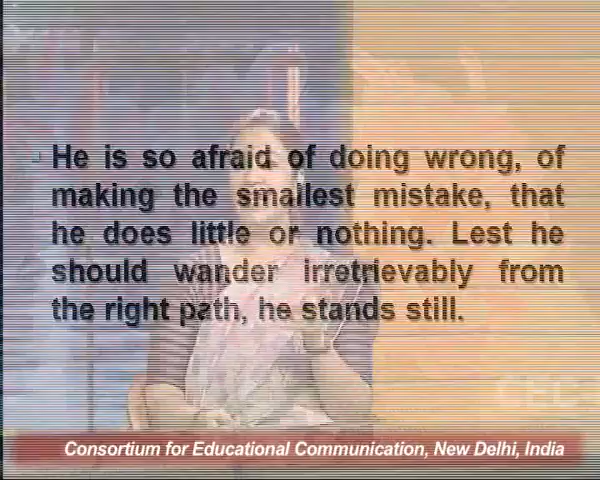 He is so afraid of doing wrong, of
making the smallest mistake, that
he does little or nothing. Lest he
should wander irretrievably from
the right path, he stands still.
CEC
Consortium for Educational Communication, New Delhi, India